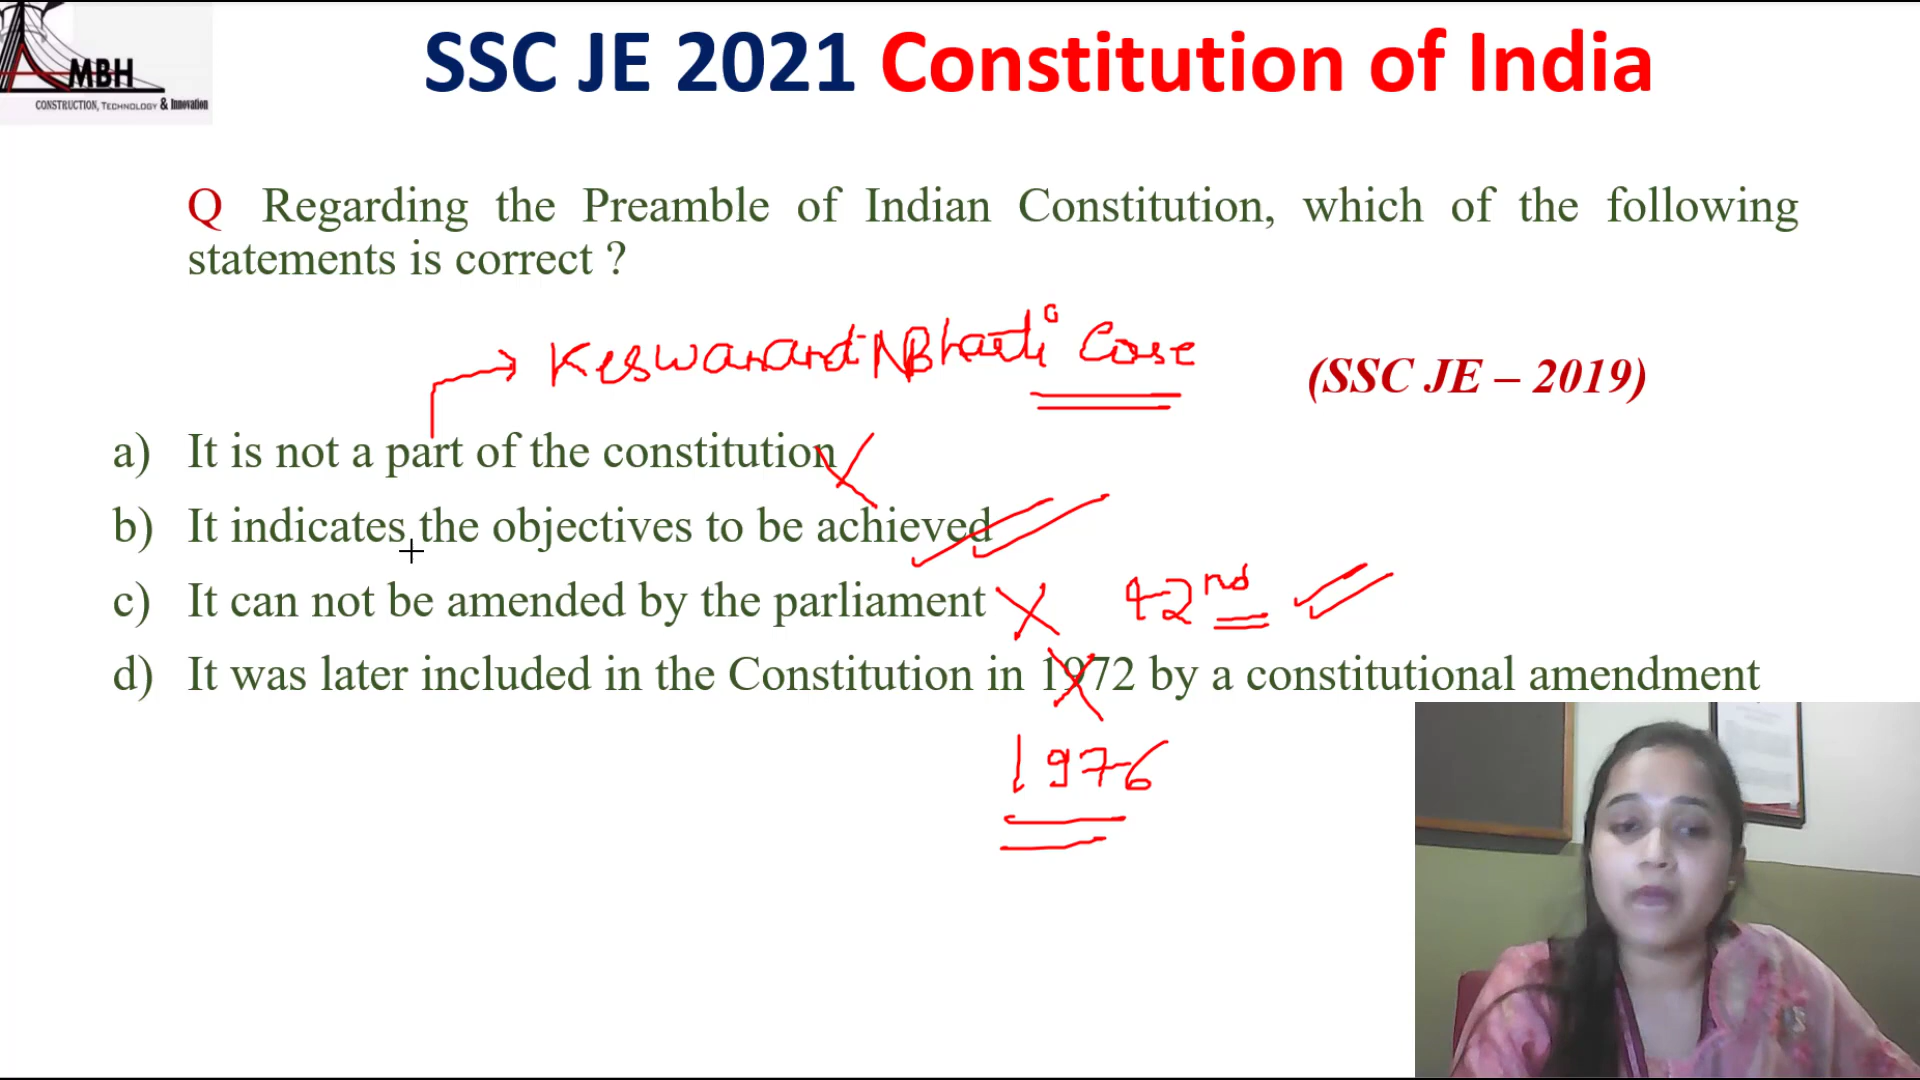 MBH
CONSTRUCTION, TECHNOLOGY & Innovation
SSC JE 2021 Constitution of India
Q Regarding the Preamble of Indian Constitution, which of the following
statements is correct ?
Keswanand Bharti Case
(SSC JE – 2019)
a) It is not a part of the constitution
b) It indicates the objectives to be achieved
c) It can not be amended by the parliament 42nd
d) It was later included in the Constitution in 1972 by a constitutional amendment
1976